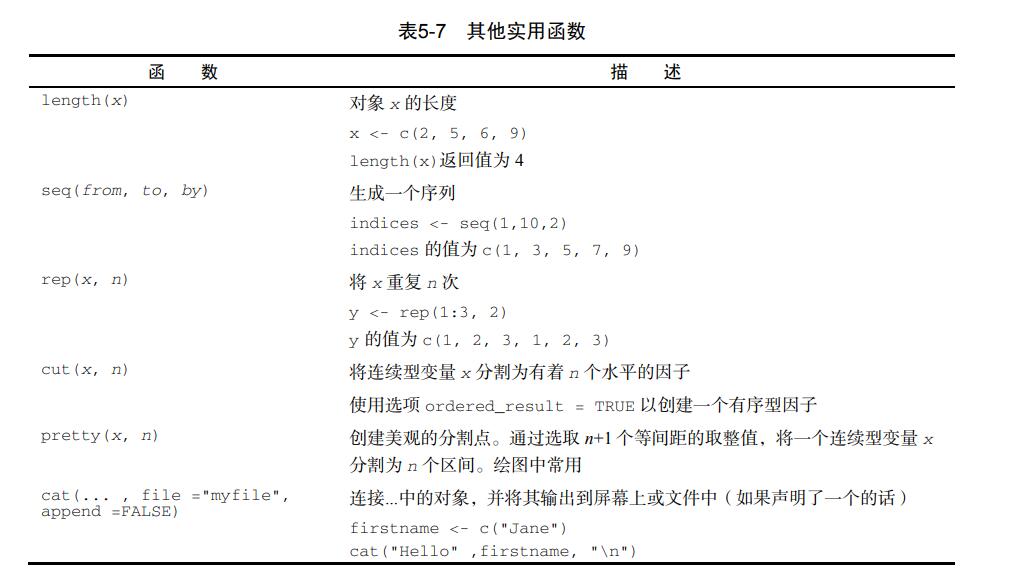 表5-7 其他实用函数
函 数 描 述
length(x) 对象 x 的长度
x <- c(2, 5, 6, 9)
length(x)返回值为 4
seq(from, to, by) 生成一个序列
indices <- seq(1,10,2)
indices 的值为 c(1, 3, 5, 7, 9)
rep(x, n) 将 x 重复 n 次
y <- rep(1:3, 2)
y 的值为 c(1, 2, 3, 1, 2, 3)
cut(x, n) 将连续型变量 x 分割为有着 n 个水平的因子
使用选项 ordered_result = TRUE 以创建一个有序型因子
pretty(x, n) 创建美观的分割点。通过选取 n+1 个等间距的取整值，将一个连续型变量 x
分割为 n 个区间。绘图中常用
cat(... , file ="myfile", 连接...中的对象，并将其输出到屏幕上或文件中（如果声明了一个的话）
append =FALSE)
firstname <- c("Jane")
cat("Hello" ,firstname, "\n")